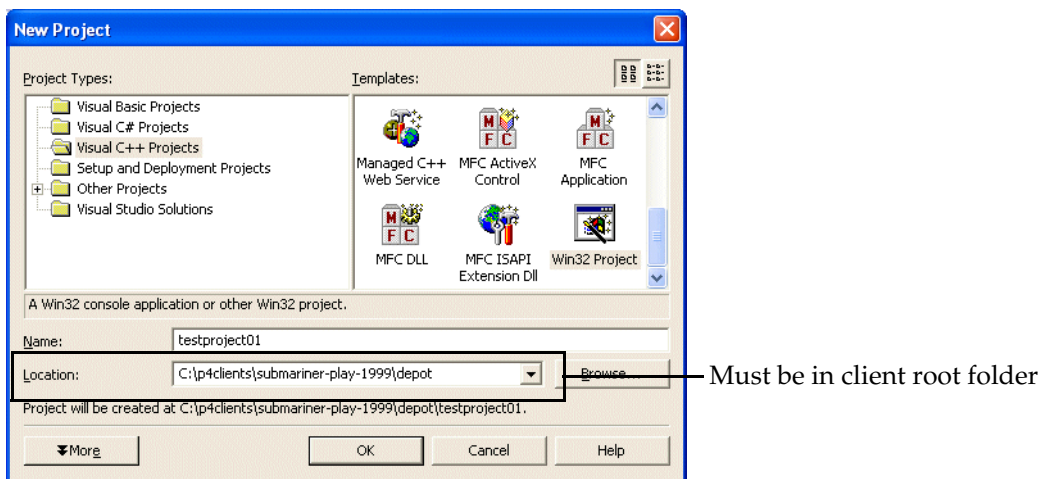 New Project
Project Types:
Templates:
Visual Basic Projects
Visual C# Projects
Visual C++ Projects
Setup and Deployment Projects
Other Projects
Visual Studio Solutions
Managed C++
Web Service
MFC ActiveX
Control
MFC
Application
MFC DLL
MFC ISAPI
Extension Dll
Win32 Project
A Win32 console application or other Win32 project.
Name:
testproject01
Location:
C:\p4clients\submariner-play-1999\depot
Browse...
Must be in client root folder
Project will be created at C:\p4clients\submariner-play-1999\depot\testproject01.
More
OK
Cancel
Help